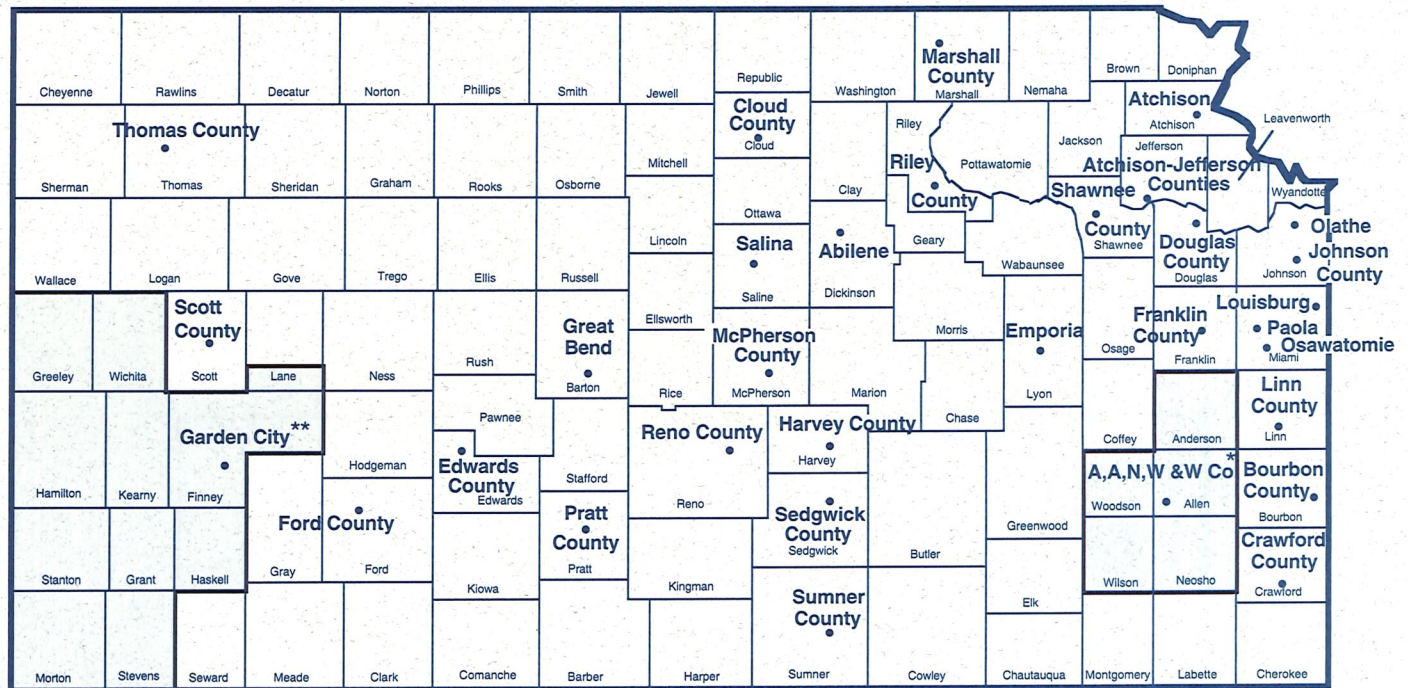 Cheyenne
Rawlins
Decatur
Norton
Phillips
Smith
Jewell
Republic
Washington
Marshall
County
Marshall
Nemaha
Brown
Doniphan
Thomas County
Sherman
Thomas
Sheridan
Graham
Rooks
Osborne
Mitchell
Cloud
County
Cloud
Riley
Riley
County
Pottawatomie
Jackson
Atchison
Atchison
Leavenworth
Jefferson
Atchison-Jefferson
Counties
Wyandotte
Clay
Ottawa
Shawnee
County
Shawnee
Wallace
Logan
Gove
Trego
Ellis
Russell
Lincoln
Salina
Saline
Abilene
Dickinson
Geary
Wabaunsee
Douglas
County
Douglas
Olathe
Johnson
County
Johnson
Greeley
Wichita
Scott
County
Scott
Lane
Ness
Rush
Great
Bend
Barton
Ellsworth
Rice
McPherson
County
McPherson
Marion
Morris
Chase
Emporia
Lyon
Osage
Franklin
County
Franklin
Louisburg
Paola
Osawatomie
Miami
Hamilton
Kearny
Garden City**
Finney
Hodgeman
Pawnee
Edwards
County
Edwards
Stafford
Reno County
Reno
Harvey County
Harvey
Coffey
Anderson
Linn
County
Linn
A,A,N,W &W Co*
Woodson
Allen
Bourbon
County
Bourbon
Stanton
Grant
Haskell
Ford County
Gray
Ford
Kiowa
Pratt
County
Pratt
Kingman
Sedgwick
County
Sedgwick
Butler
Greenwood
Elk
Wilson
Neosho
Crawford
County
Crawford
Morton
Stevens
Seward
Meade
Clark
Comanche
Barber
Harper
Sumner
County
Sumner
Cowley
Chautauqua
Montgomery
Labette
Cherokee